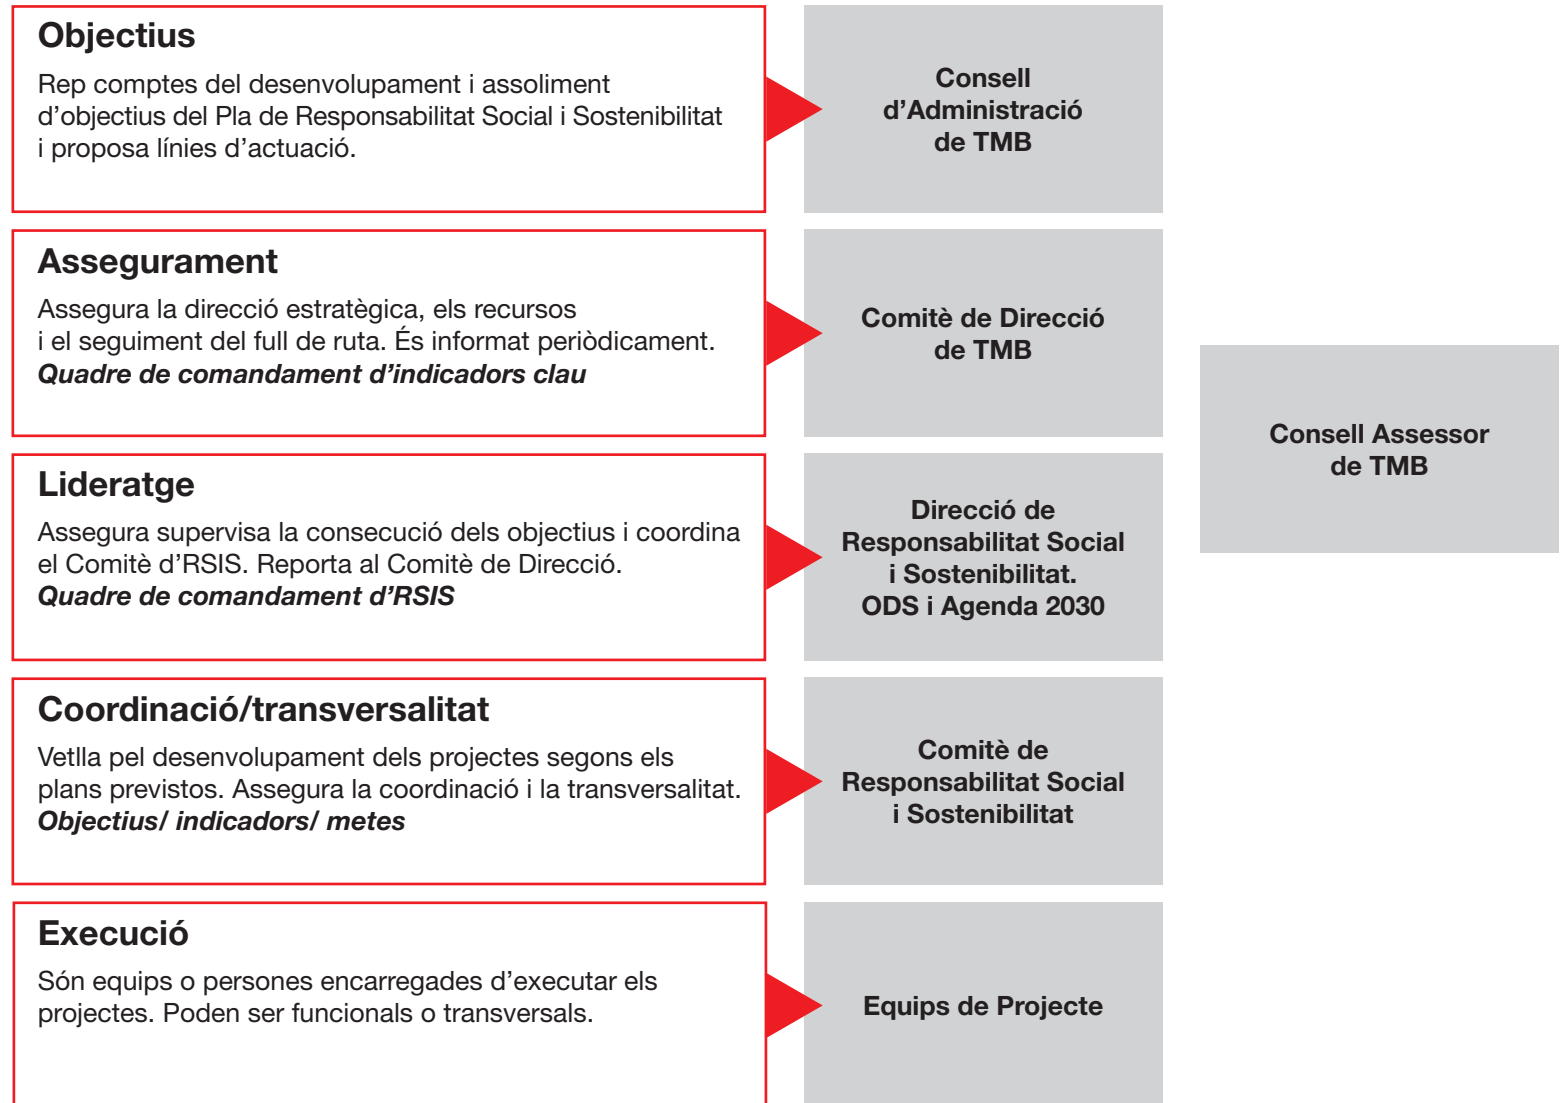 Objectius
Rep comptes del desenvolupament i assoliment
d’objectius del Pla de Responsabilitat Social i Sostenibilitat
i proposa línies d’actuació.
Consell
d’Administració
de TMB
Assegurament
Assegura la direcció estratègica, els recursos
i el seguiment del full de ruta. És informat periòdicament.
Quadre de comandament d’indicadors clau
Comitè de Direcció
de TMB
Consell Assessor
de TMB
Lideratge
Assegura supervisa la consecució dels objectius i coordina
el Comitè d’RSIS. Reporta al Comitè de Direcció.
Quadre de comandament d’RSIS
Direcció de
Responsabilitat Social
i Sostenibilitat.
ODS i Agenda 2030
Coordinació/transversalitat
Vetlla pel desenvolupament dels projectes segons els
plans previstos. Assegura la coordinació i la transversalitat.
Objectius/ indicadors/ metes
Comitè de
Responsabilitat Social
i Sostenibilitat
Execució
Són equips o persones encarregades d’executar els
projectes. Poden ser funcionals o transversals.
Equips de Projecte